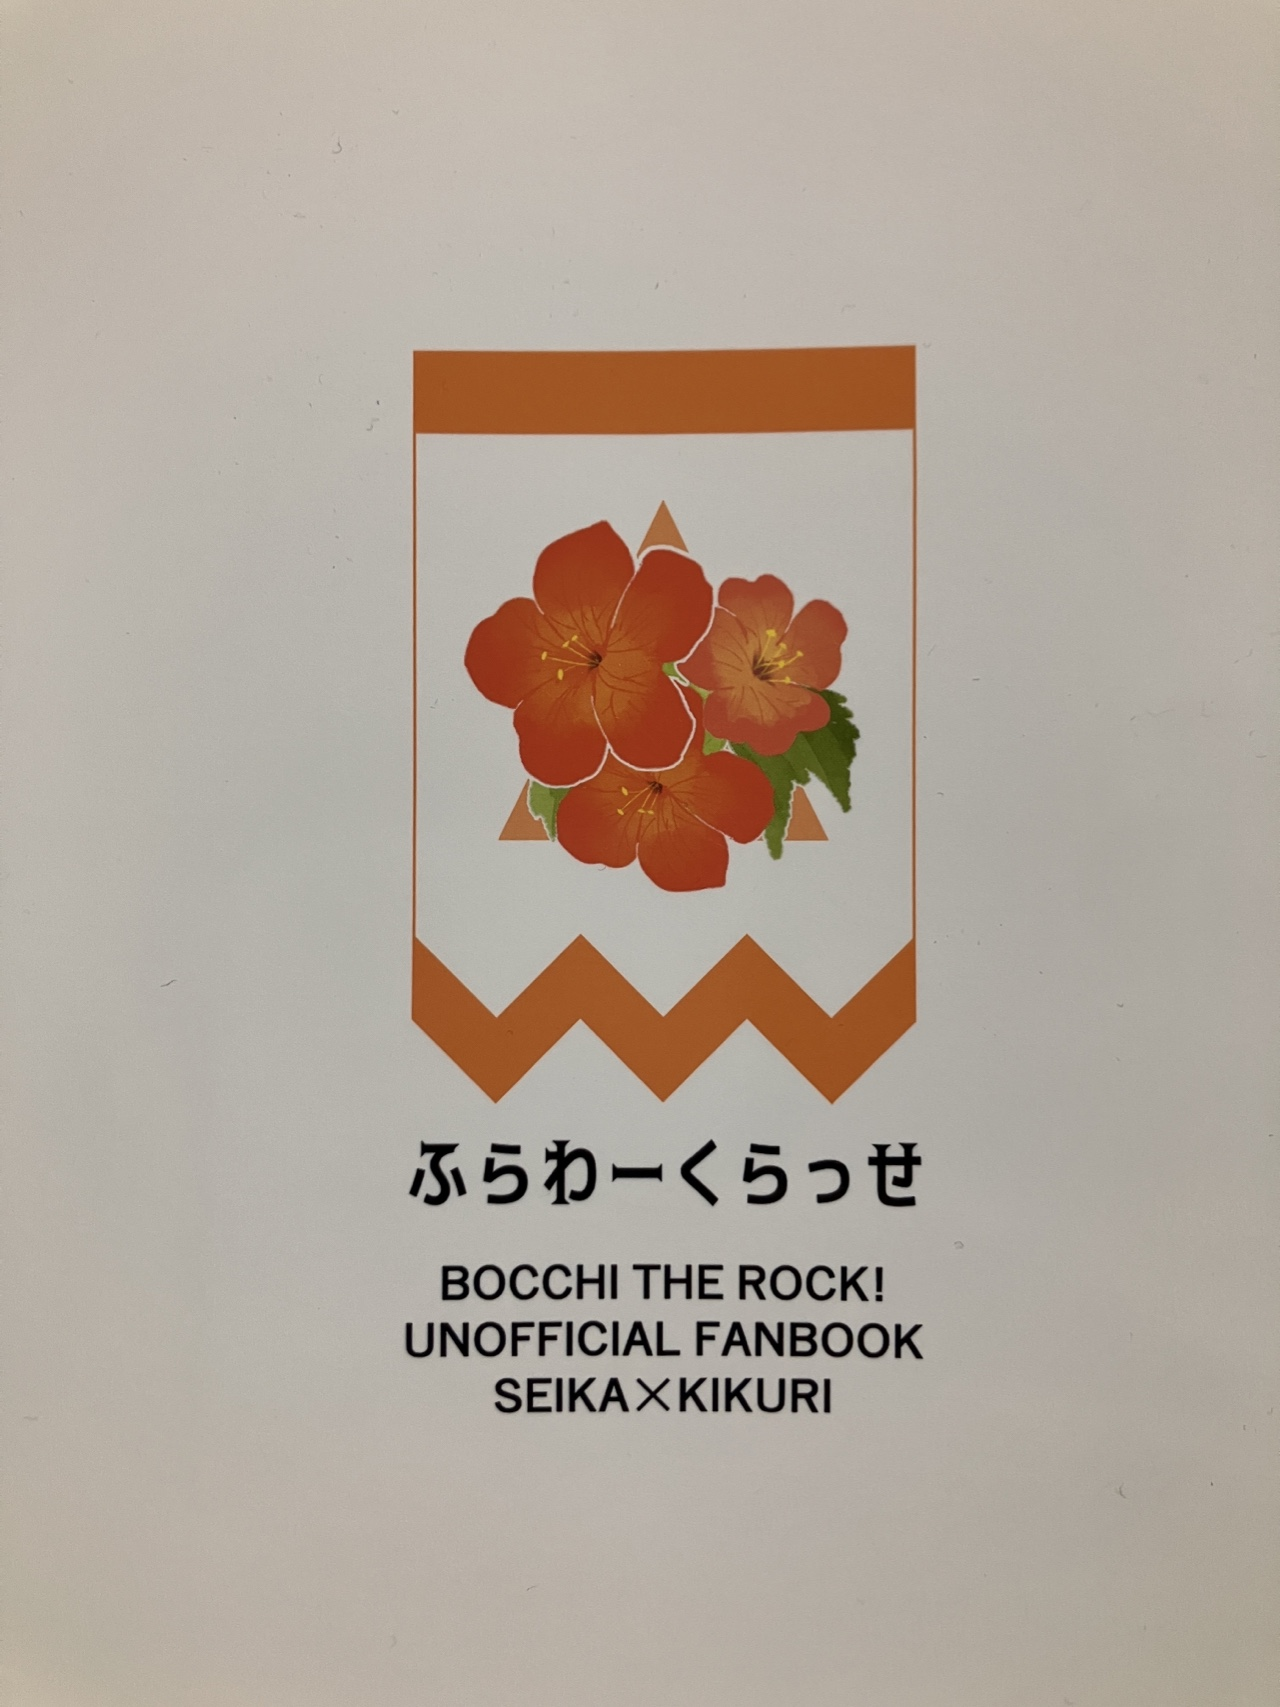 ふらわーくらっせ
BOCCHI THE ROCK!
UNOFFICIAL FANBOOK
SEIKA×KIKURI